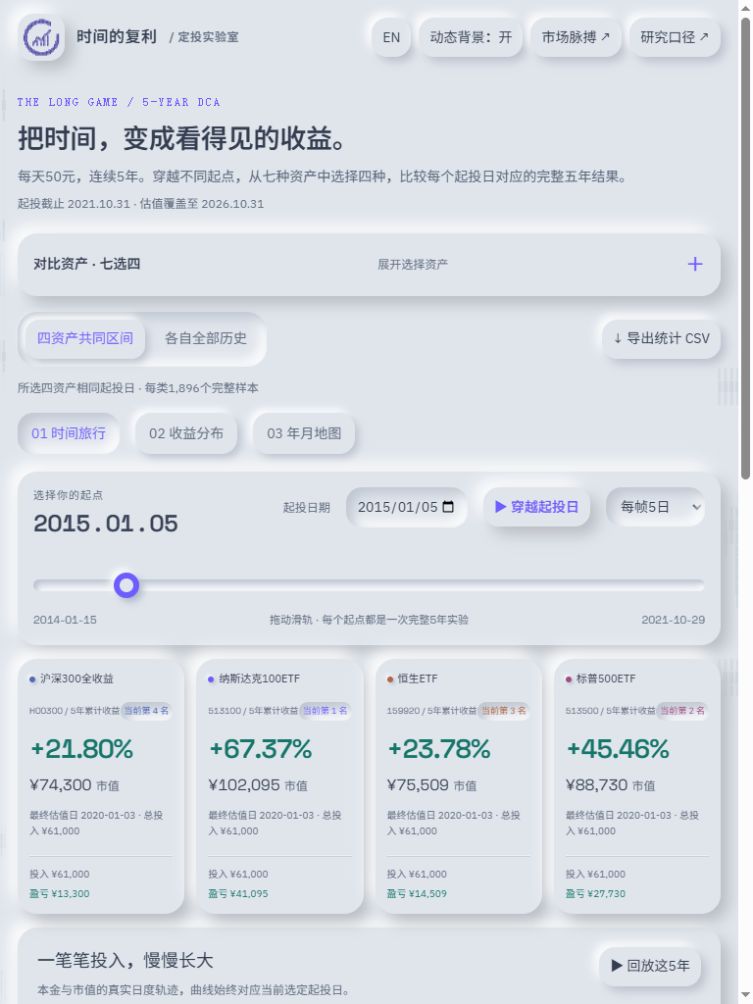 时间的复利 / 定投实验室
EN
动态背景：开
市场脉搏 ↗
研究口径 ↗
THE LONG GAME / 5-YEAR DCA
把时间，变成看得见的收益。
每天50元，连续5年。穿越不同起点，从七种资产中选择四种，比较每个起投日对应的完整五年结果。
起投截止 2021.10.31 · 估值覆盖至 2026.10.31
对比资产 · 七选四
展开选择资产
+
四资产共同区间
各自全部历史
↓ 导出统计 CSV
所选四资产相同起投日 · 每类1,896个完整样本
01 时间旅行
02 收益分布
03 年月地图
选择你的起点
2015.01.05
起投日期
2015/01/05
▶ 穿越起投日
每帧5日
2014-01-15
拖动滑轨 · 每个起点都是一次完整5年实验
2021-10-29
沪深300全收益
H00300 / 5年累计收益
当前第 4 名
+21.80%
¥74,300 市值
最终估值日 2020-01-03 · 总投
入 ¥61,000
投入 ¥61,000
盈亏 ¥13,300
纳斯达克100ETF
513100 / 5年累计收益
当前第 1 名
+67.37%
¥102,095 市值
最终估值日 2020-01-03 · 总投
入 ¥61,000
投入 ¥61,000
盈亏 ¥41,095
恒生ETF
159920 / 5年累计收益
当前第 3 名
+23.78%
¥75,509 市值
最终估值日 2020-01-03 · 总投
入 ¥61,000
投入 ¥61,000
盈亏 ¥14,509
标普500ETF
513500 / 5年累计收益
当前第 2 名
+45.46%
¥88,730 市值
最终估值日 2020-01-03 · 总投
入 ¥61,000
投入 ¥61,000
盈亏 ¥27,730
一笔笔投入，慢慢长大
▶ 回放这5年
本金与市值的真实日度轨迹，曲线始终对应当前选定起投日。